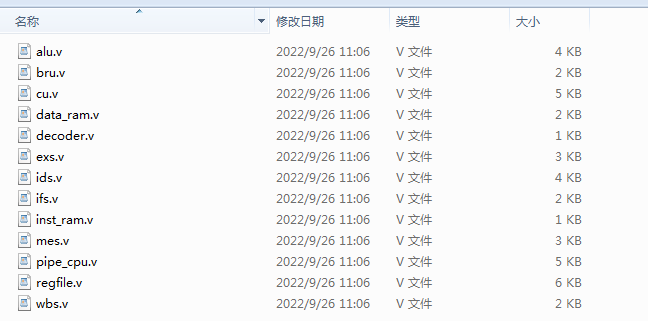 名称 修改日期 类型 大小
alu.v 2022/9/26 11:06 V 文件 4 KB
bru.v 2022/9/26 11:06 V 文件 2 KB
cu.v 2022/9/26 11:06 V 文件 5 KB
data_ram.v 2022/9/26 11:06 V 文件 2 KB
decoder.v 2022/9/26 11:06 V 文件 1 KB
exs.v 2022/9/26 11:06 V 文件 3 KB
ids.v 2022/9/26 11:06 V 文件 4 KB
ifs.v 2022/9/26 11:06 V 文件 2 KB
inst_ram.v 2022/9/26 11:06 V 文件 1 KB
mes.v 2022/9/26 11:06 V 文件 3 KB
pipe_cpu.v 2022/9/26 11:06 V 文件 5 KB
regfile.v 2022/9/26 11:06 V 文件 6 KB
wbs.v 2022/9/26 11:06 V 文件 2 KB